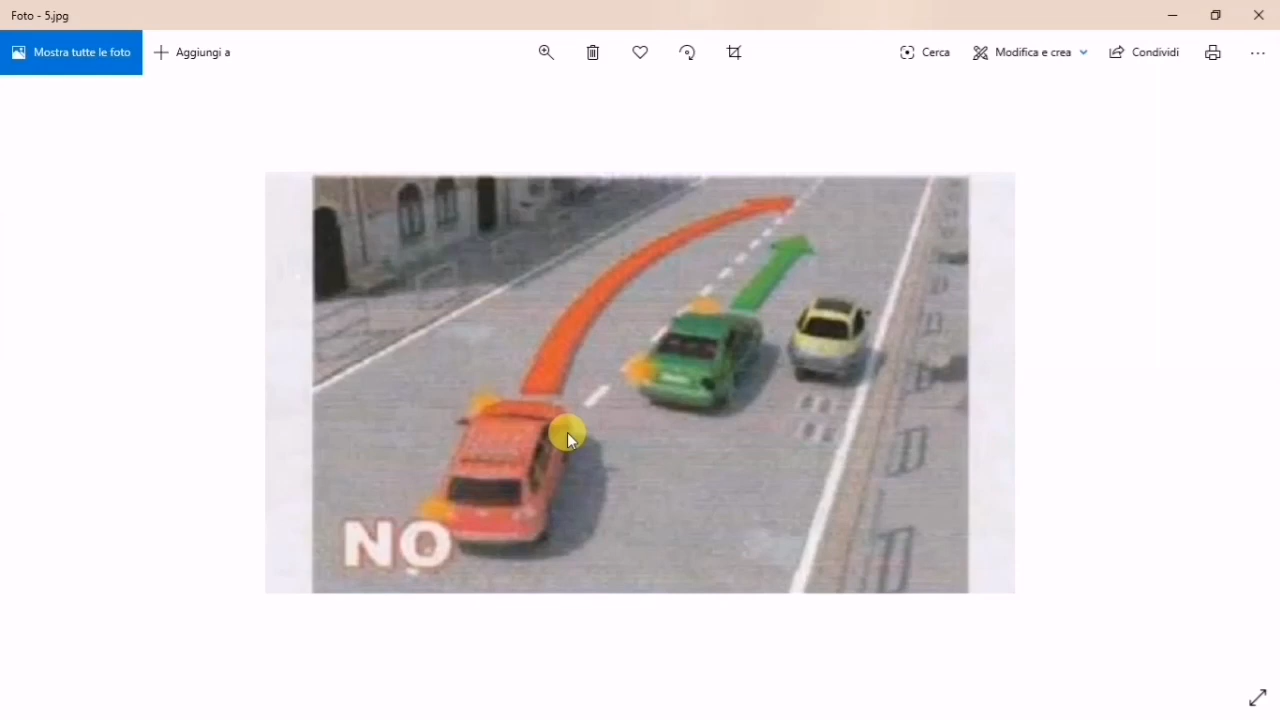 Foto - 5.jpg
Mostra tutte le foto
Aggiungi a
Cerca
Modifica e crea
Condividi
NO